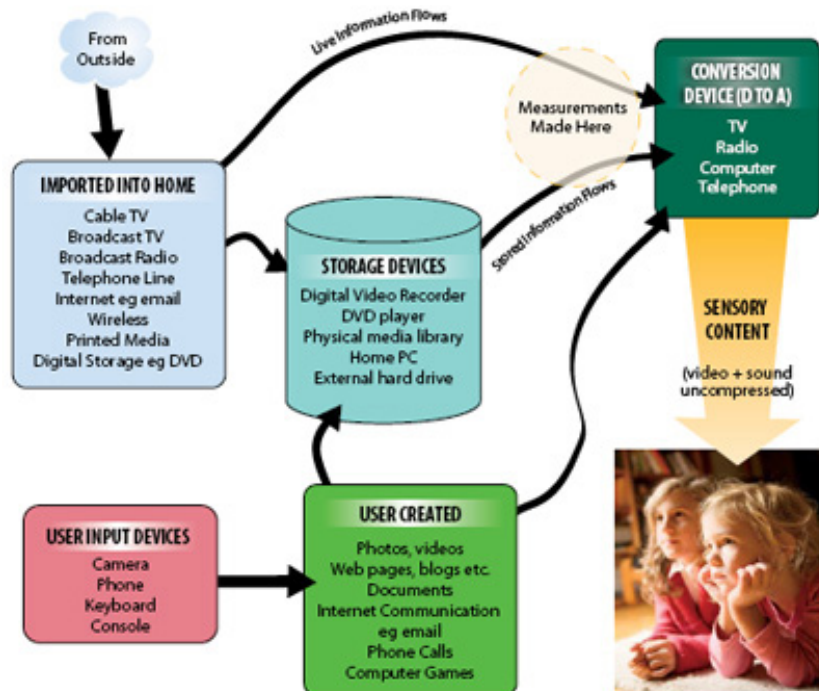 From
Outside
Live Information Flows
Measurements
Made Here
CONVERSION
DEVICE (D TO A)
TV
Radio
Computer
Telephone
IMPORTED INTO HOME
Cable TV
Broadcast TV
Broadcast Radio
Telephone Line
Internet eg email
Wireless
Printed Media
Digital Storage eg DVD
STORAGE DEVICES
Digital Video Recorder
DVD player
Physical media library
Home PC
External hard drive
Stored Information Flows
SENSORY
CONTENT
(video + sound
uncompressed)
USER INPUT DEVICES
Camera
Phone
Keyboard
Console
USER CREATED
Photos, videos
Web pages, blogs etc.
Documents
Internet Communication
eg email
Phone Calls
Computer Games